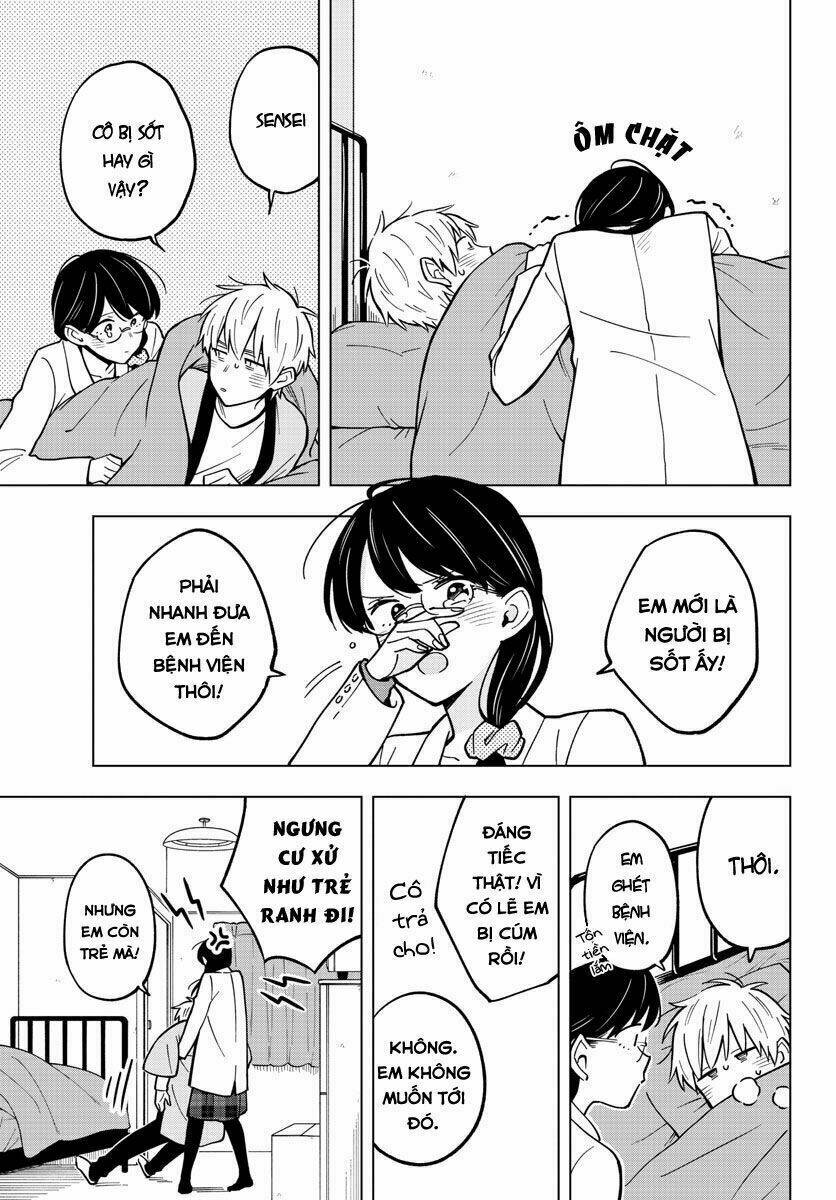 ÔM CHẶT
SENSEI
CÔ BỊ SỐT
HAY GÌ
VẬY?
EM MỚI LÀ
NGƯỜI BỊ
SỐT ẤY!
PHẢI
NHANH ĐƯA
EM ĐẾN
BỆNH VIỆN
THÔI!
THÔI.
EM
GHÉT
BỆNH
VIỆN.
Tốn
tiền
lắm
ĐÁNG
TIẾC
THẬT! VÌ
CÓ LẼ EM
BỊ CÚM
RỒI!
Cô
trả
cho!
KHÔNG.
EM KHÔNG
MUỐN TỚI
ĐÓ.
NGƯNG
CƯ XỬ
NHƯ TRẺ
RANH ĐI!
NHƯNG
EM CÒN
TRẺ MÀ!